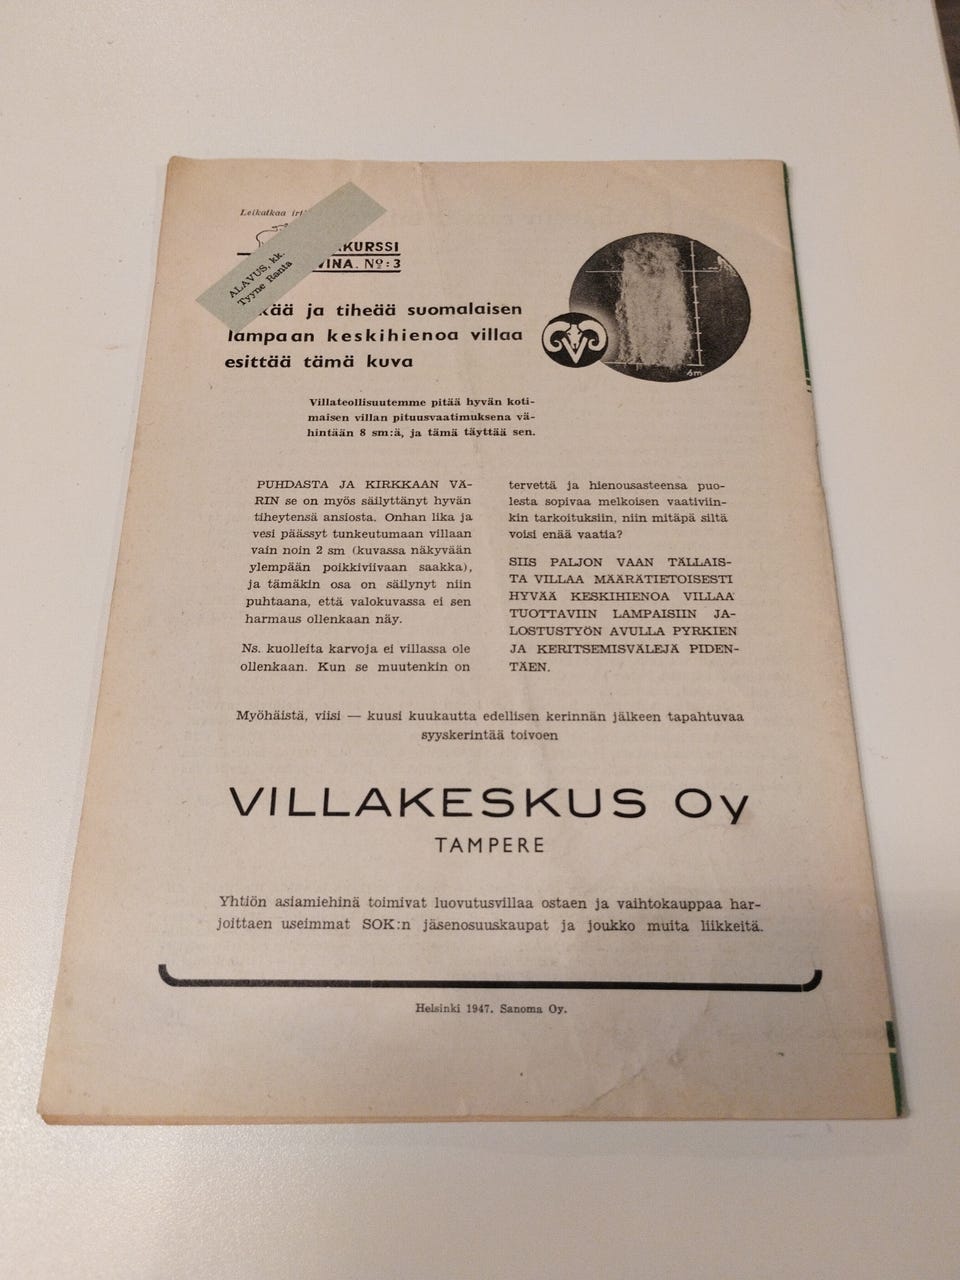 Leikatkaa
ALAVUS, kk.
Tyyne Ranta
No:3
ja tiheää suomalaisen
lampaan keskihienoa villaa
esittää tämä kuva
sm
Villateollisuutemme pitää hyvän koti-
maisen villan pituusvaatimuksena vä-
hintään 8 sm:ä, ja tämä täyttää sen.
PUHDASTA JA KIRKKAAN VÄ-
RIN se on myös säilyttänyt hyvän
tiheytensä ansiosta. Onhan lika ja
vesi päässyt tunkeutumaan villaan
vain noin 2 sm (kuvassa näkyvään
ylempään poikkiviivaan saakka),
ja tämäkin osa on säilynyt niin
puhtaana, että valokuvassa ei sen
harmaus ollenkaan näy.
Ns. kuolleita karvoja ei villassa ole
ollenkaan. Kun se muutenkin on
tervettä ja hienousasteensa puo-
lesta sopivaa melkoisen vaativiin-
kin tarkoituksiin, niin mitäpä siltä
voisi enää vaatia?
SIIS PALJON VAAN TÄLLAIS-
TA VILLAA MÄÄRÄTIETOISESTI
HYVÄÄ KESKIHIENOA VILLAA
TUOTTAVIIN LAMPAISIIN JA-
LOSTUSTYÖN AVULLA PYRKIEN
JA KERITSEMISVÄLEJÄ PIDEN-
TÄEN.
Myöhäistä, viisi — kuusi kuukautta edellisen kerinnän jälkeen tapahtuvaa
syyskerintää toivoen
VILLAKESKUS Oy
TAMPERE
Yhtiön asiamiehinä toimivat luovutusvillaa ostaen ja vaihtokauppaa har-
joittaen useimmat SOK:n jäsenosuuskaupat ja joukko muita liikkeitä.
Helsinki 1947. Sanoma Oy.